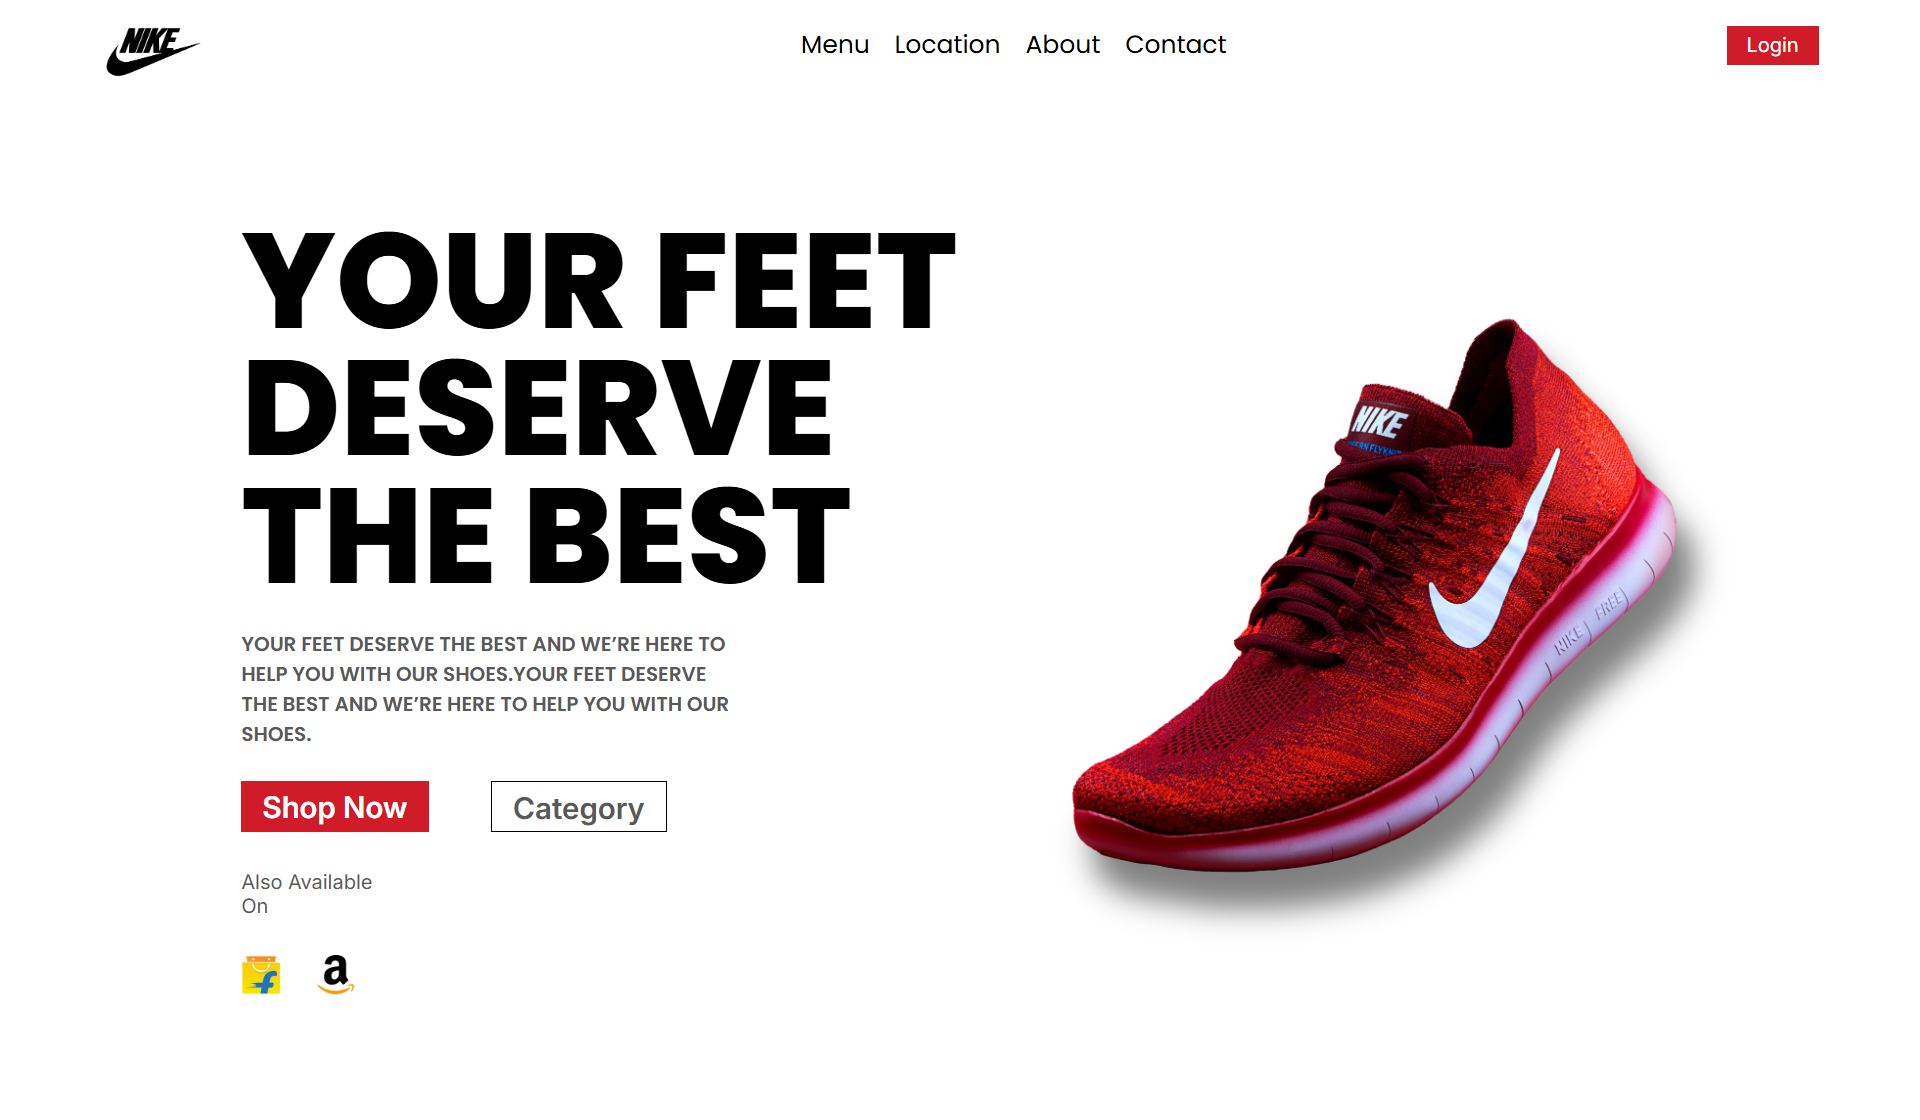 NIKE
Menu Location About Contact
Login
YOUR FEET
DESERVE
THE BEST
YOUR FEET DESERVE THE BEST AND WE’RE HERE TO
HELP YOU WITH OUR SHOES.YOUR FEET DESERVE
THE BEST AND WE’RE HERE TO HELP YOU WITH OUR
SHOES.
Shop Now
Category
Also Available
On
NIKE
FLYKNIT
NIKE FREE